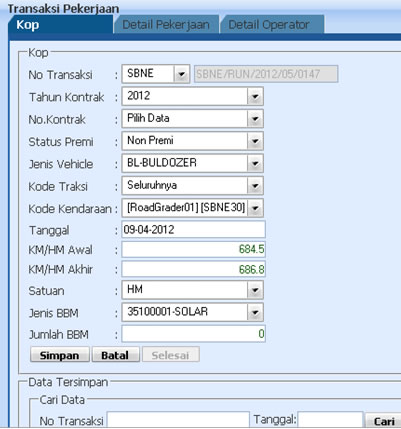 Transaksi Pekerjaan
Kop Detail Pekerjaan Detail Operator
Kop
No Transaksi : SBNE SBNE/RUN/2012/05/0147
Tahun Kontrak : 2012
No.Kontrak : Pilih Data
Status Premi : Non Premi
Jenis Vehicle : BL-BULDOZER
Kode Traksi : Seluruhnya
Kode Kendaraan : [RoadGrader01] [SBNE30]
Tanggal : 09-04-2012
KM/HM Awal : 684.5
KM/HM Akhir : 686.8
Satuan : HM
Jenis BBM : 35100001-SOLAR
Jumlah BBM : 0
Simpan Batal Selesai
Data Tersimpan
Cari Data
No Transaksi Tanggal: Cari